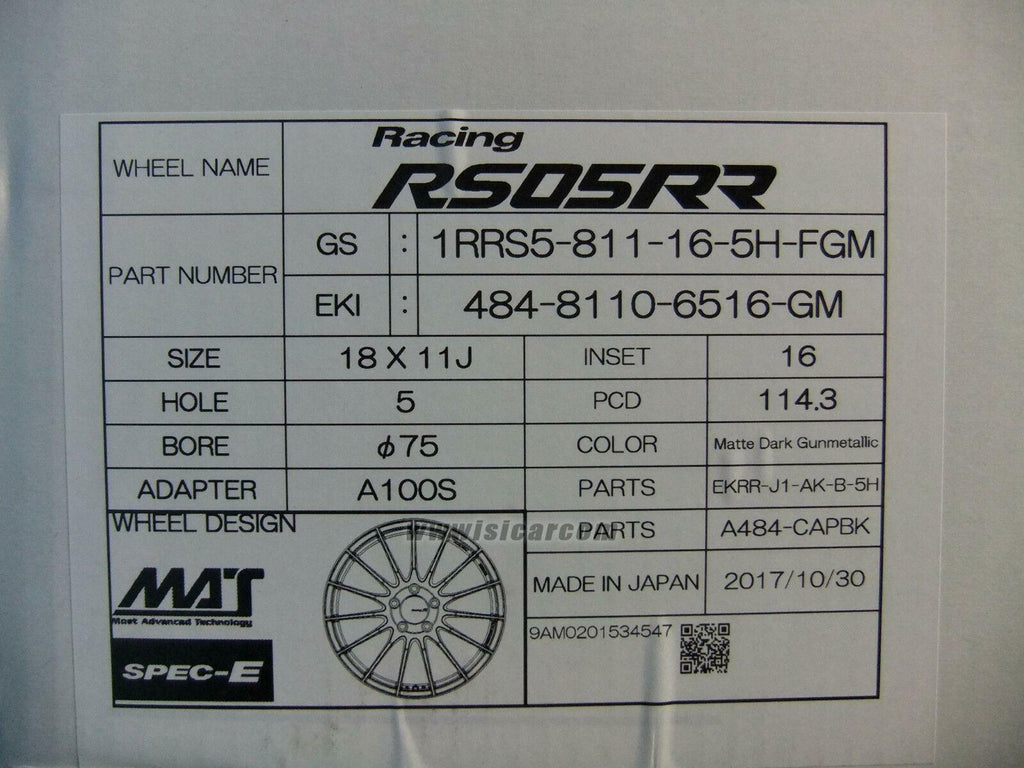 WHEEL NAME
Racing
RS05RR
PART NUMBER
GS : 1RRS5-811-16-5H-FGM
EKI : 484-8110-6516-GM
SIZE 18 X 11J INSET 16
HOLE 5 PCD 114.3
BORE φ75 COLOR Matte Dark Gunmetallic
ADAPTER A100S PARTS EKRR-J1-AK-B-5H
WHEEL DESIGN PARTS A484-CAPBK
www.isicar.com
MADE IN JAPAN 2017/10/30
MAT
Most Advanced Technology
SPEC-E
9AM0201534547